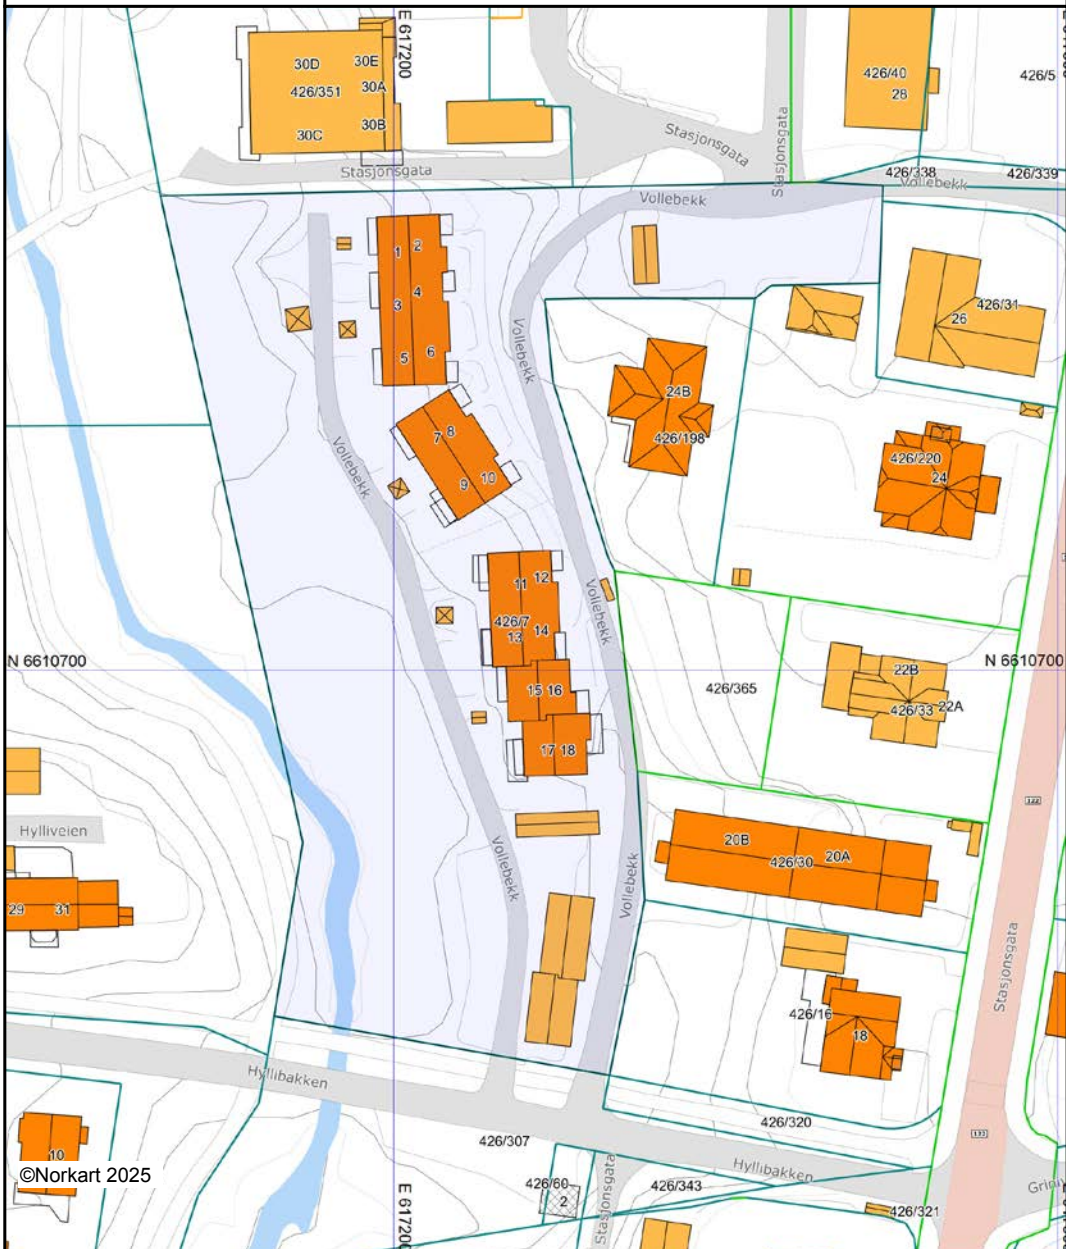 E 617200
30D
30E
426/351
30A
30C
30B
Stasjonsgata
Stasjonsgata
Stasjonsgata
426/40
28
426/5
426/338
426/339
Vollebekk
Vollebekk
1
2
3
4
5
6
Vollebekk
426/31
26
24B
426/198
426/220
24
7
8
9
10
Vollebekk
11
12
426/7
13
14
Vollebekk
N 6610700
N 6610700
15
16
17
18
426/365
22B
22A
426/33
122
Hylliveien
29
31
Vollebekk
Vollebekk
20B
20A
426/30
Stasjonsgata
426/16
18
Hyllibakken
426/320
133
426/307
Hyllibakken
10
©Norkart 2025
426/60
2
Stasjonsgata
426/343
426/321
E 617200